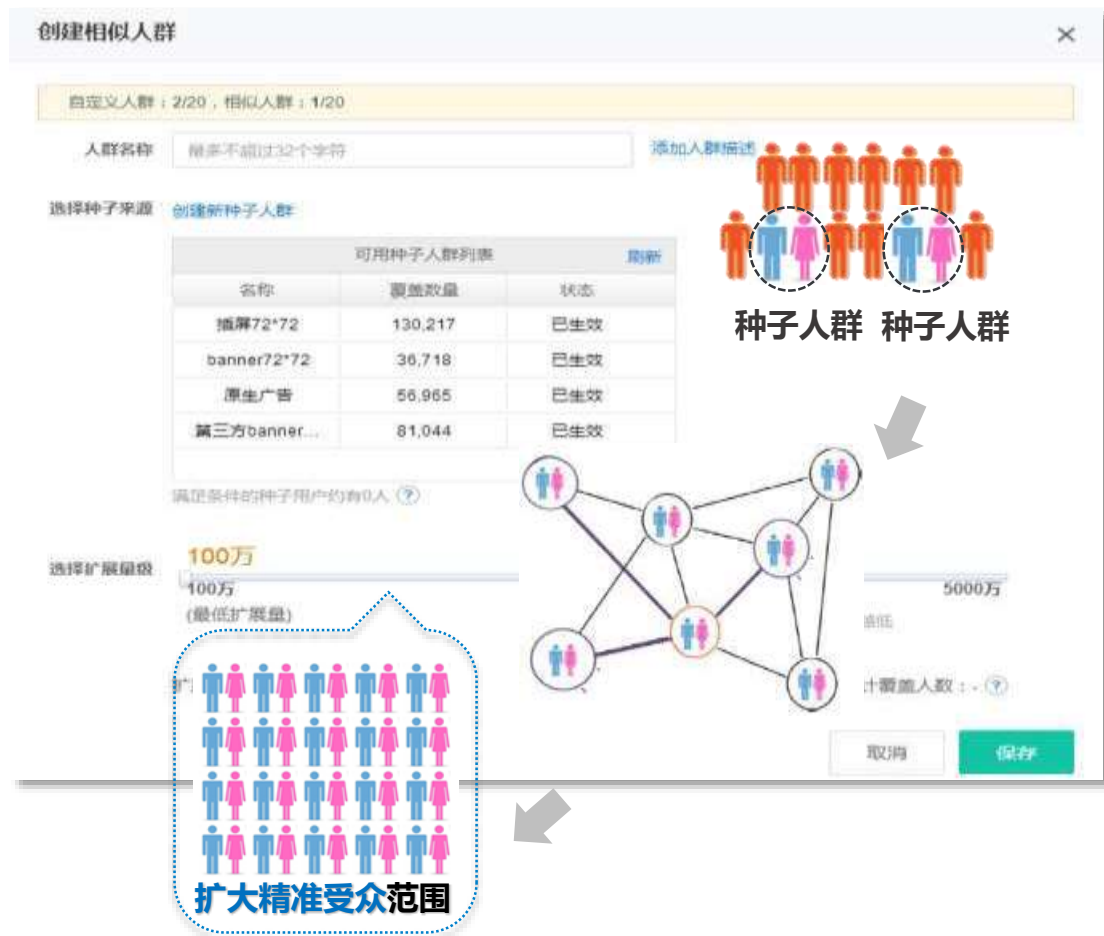 创建相似人群
自定义人群：2/20，相似人群：1/20
人群名称 最多不超过32个字符 添加人群描述
选择种子来源 创建新种子人群
可用种子人群列表 刷新
名称 覆盖数量 状态
插屏72*72 130,217 已生效
banner72*72 36,718 已生效
原生广告 56,965 已生效
第三方banner... 81,044 已生效
种子人群 种子人群
满足条件的种子用户约有0人
选择扩展量级 100万
100万 5000万
(最低扩展量) 越低
计覆盖人数：-
取消 保存
扩大精准受众范围